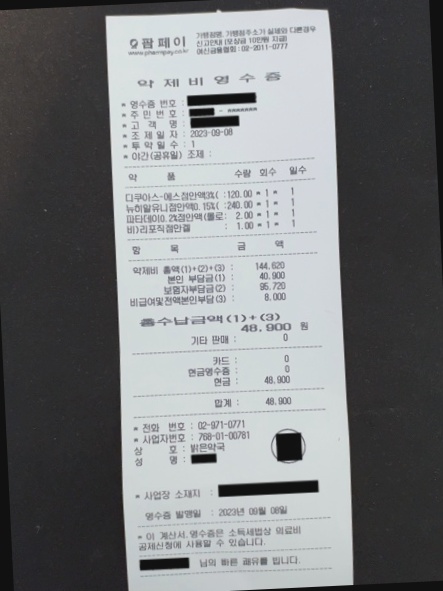 팜페이
www.pharmpay.co.kr
가맹점명, 가맹점주소가 실제와 다른경우
신고안내 (포상금 10만원 지급)
여신금융협회 : 02-2011-0777
약제비영수증
* 영수증 번호 :
* 주민번호 : - *******
* 고 객 명 :
* 조제일자 : 2023-09-08
* 투약일수 : 1
* 야간(공휴일) 조제 :
약 품 수량 회수 일수
디쿠아스-에스점안액3%( : 120.00 * 1 * 1
뉴히알유니점안액0.15%( : 240.00 * 1 * 1
파타데이0.2%점안액(올로: 2.00 * 1 * 1
비)리포직점안겔 : 1.00 * 1 * 1
항 목 금 액
약제비 총액(1)+(2)+(3) : 144,620
본인 부담금(1) : 40,900
보험자부담금(2) : 95,720
비급여및전액본인부담(3) : 8,000
총수납금액(1)+(3)
48,900 원
기타 판매 : 0
카드 : 0
현금영수증 : 0
현금 : 48,900
합계 : 48,900
* 전화 번호 : 02-971-0771
* 사업자번호 : 768-01-00781
상 호 : 밝은약국
성 명 :
* 사업장 소재지 :
영수증 발행일 : 2023년 09월 08일
* 이 계산서,영수증은 소득세법상 의료비
공제신청에 사용할 수 있습니다.
님의 빠른 쾌유를 빕니다.